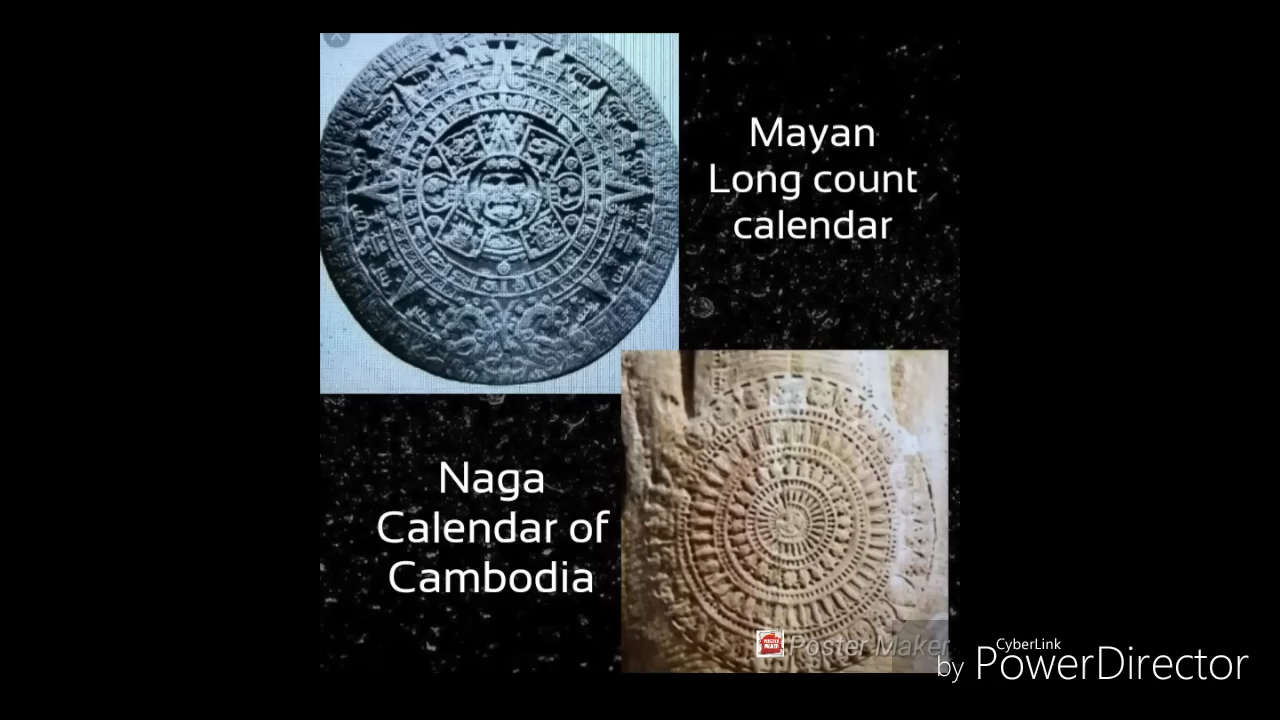 Mayan
Long count
calendar
Naga
Calendar of
Cambodia
Poster Maker
CyberLink
by PowerDirector